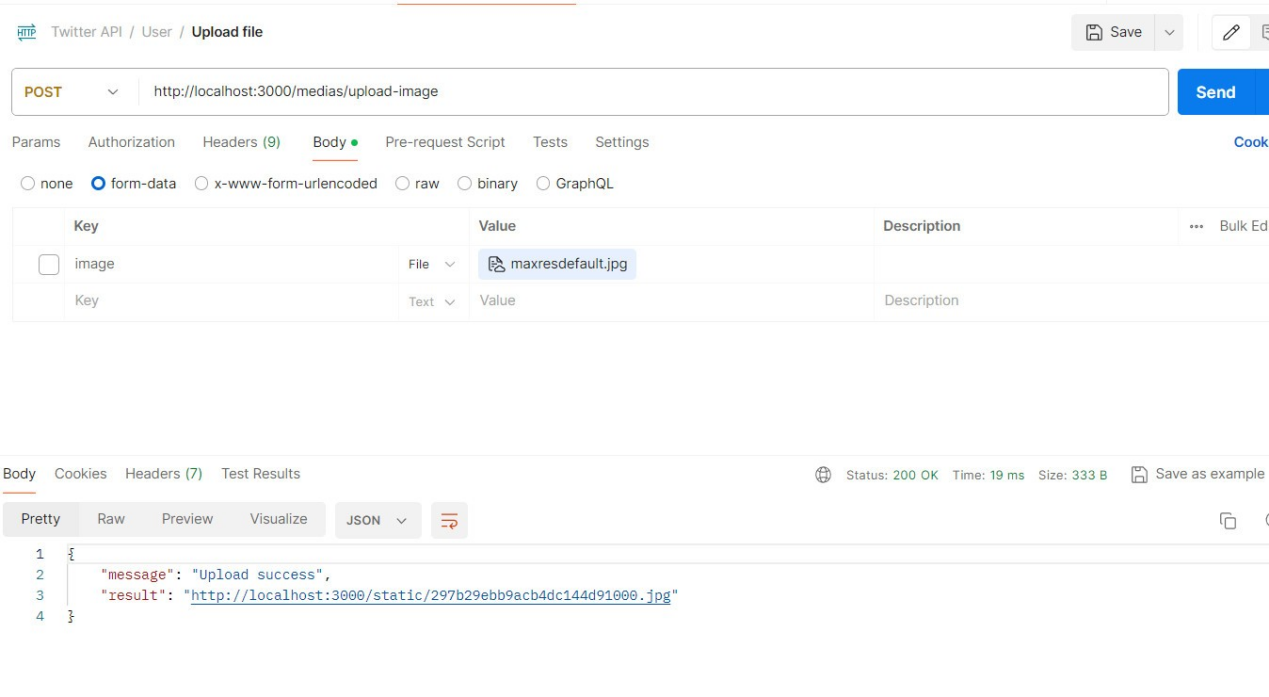 HTTP Twitter API / User / Upload file Save
POST http://localhost:3000/medias/upload-image Send
Params Authorization Headers (9) Body Pre-request Script Tests Settings Cook
none form-data x-www-form-urlencoded raw binary GraphQL
Key Value Description Bulk Ed
image File maxresdefault.jpg
Key Text Value Description
Body Cookies Headers (7) Test Results Status: 200 OK Time: 19 ms Size: 333 B Save as example
Pretty Raw Preview Visualize JSON
1 {
2 "message": "Upload success",
3 "result": "http://localhost:3000/static/297b29ebb9acb4dc144d91000.jpg"
4 }